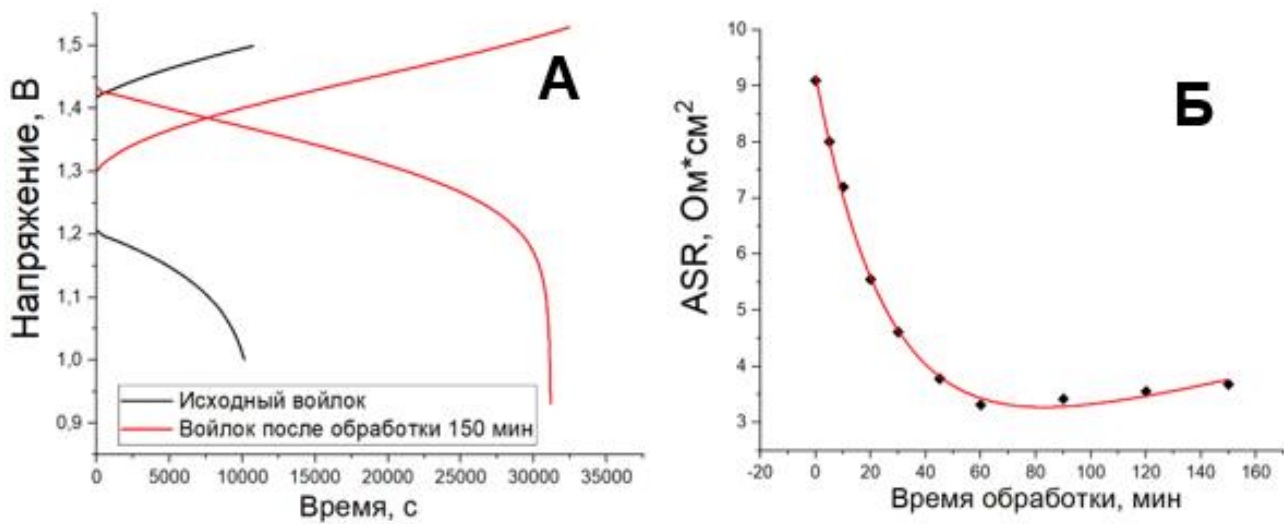 А
Напряжение, В
1,5
1,4
1,3
1,2
1,1
1,0
0,9
Исходный войлок
Войлок после обработки 150 мин
0 5000 10000 15000 20000 25000 30000 35000
Время, с
Б
ASR, Ом*см²
10
9
8
7
6
5
4
3
-20 0 20 40 60 80 100 120 140 160
Время обработки, мин